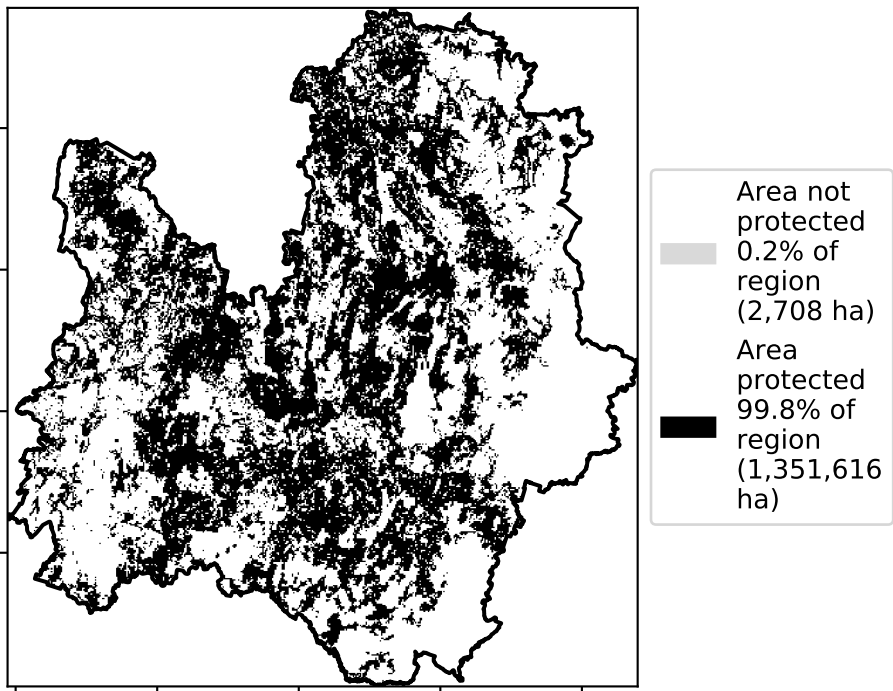 Area not
protected
0.2% of
region
(2,708 ha)
Area
protected
99.8% of
region
(1,351,616
ha)